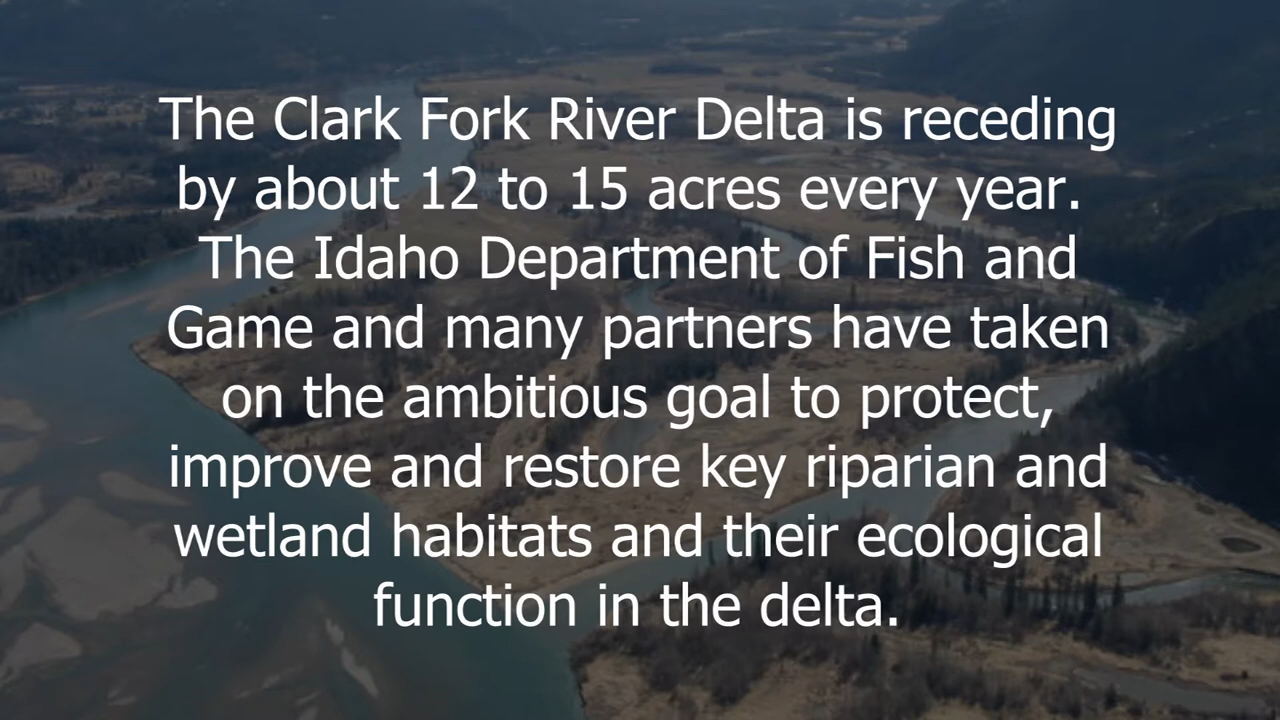 The Clark Fork River Delta is receding
by about 12 to 15 acres every year.
The Idaho Department of Fish and
Game and many partners have taken
on the ambitious goal to protect,
improve and restore key riparian and
wetland habitats and their ecological
function in the delta.